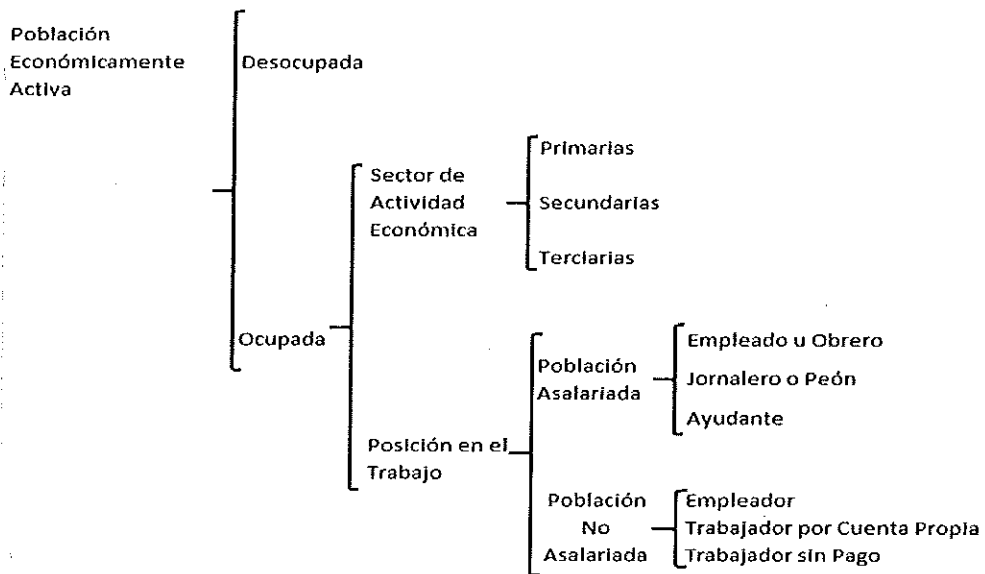 Población
Económicamente
Activa
Desocupada
Ocupada
Sector de
Actividad
Económica
Primarias
Secundarias
Terciarias
Posición en el
Trabajo
Población
Asalariada
Empleado u Obrero
Jornalero o Peón
Ayudante
Población
No
Asalariada
Empleador
Trabajador por Cuenta Propia
Trabajador sin Pago